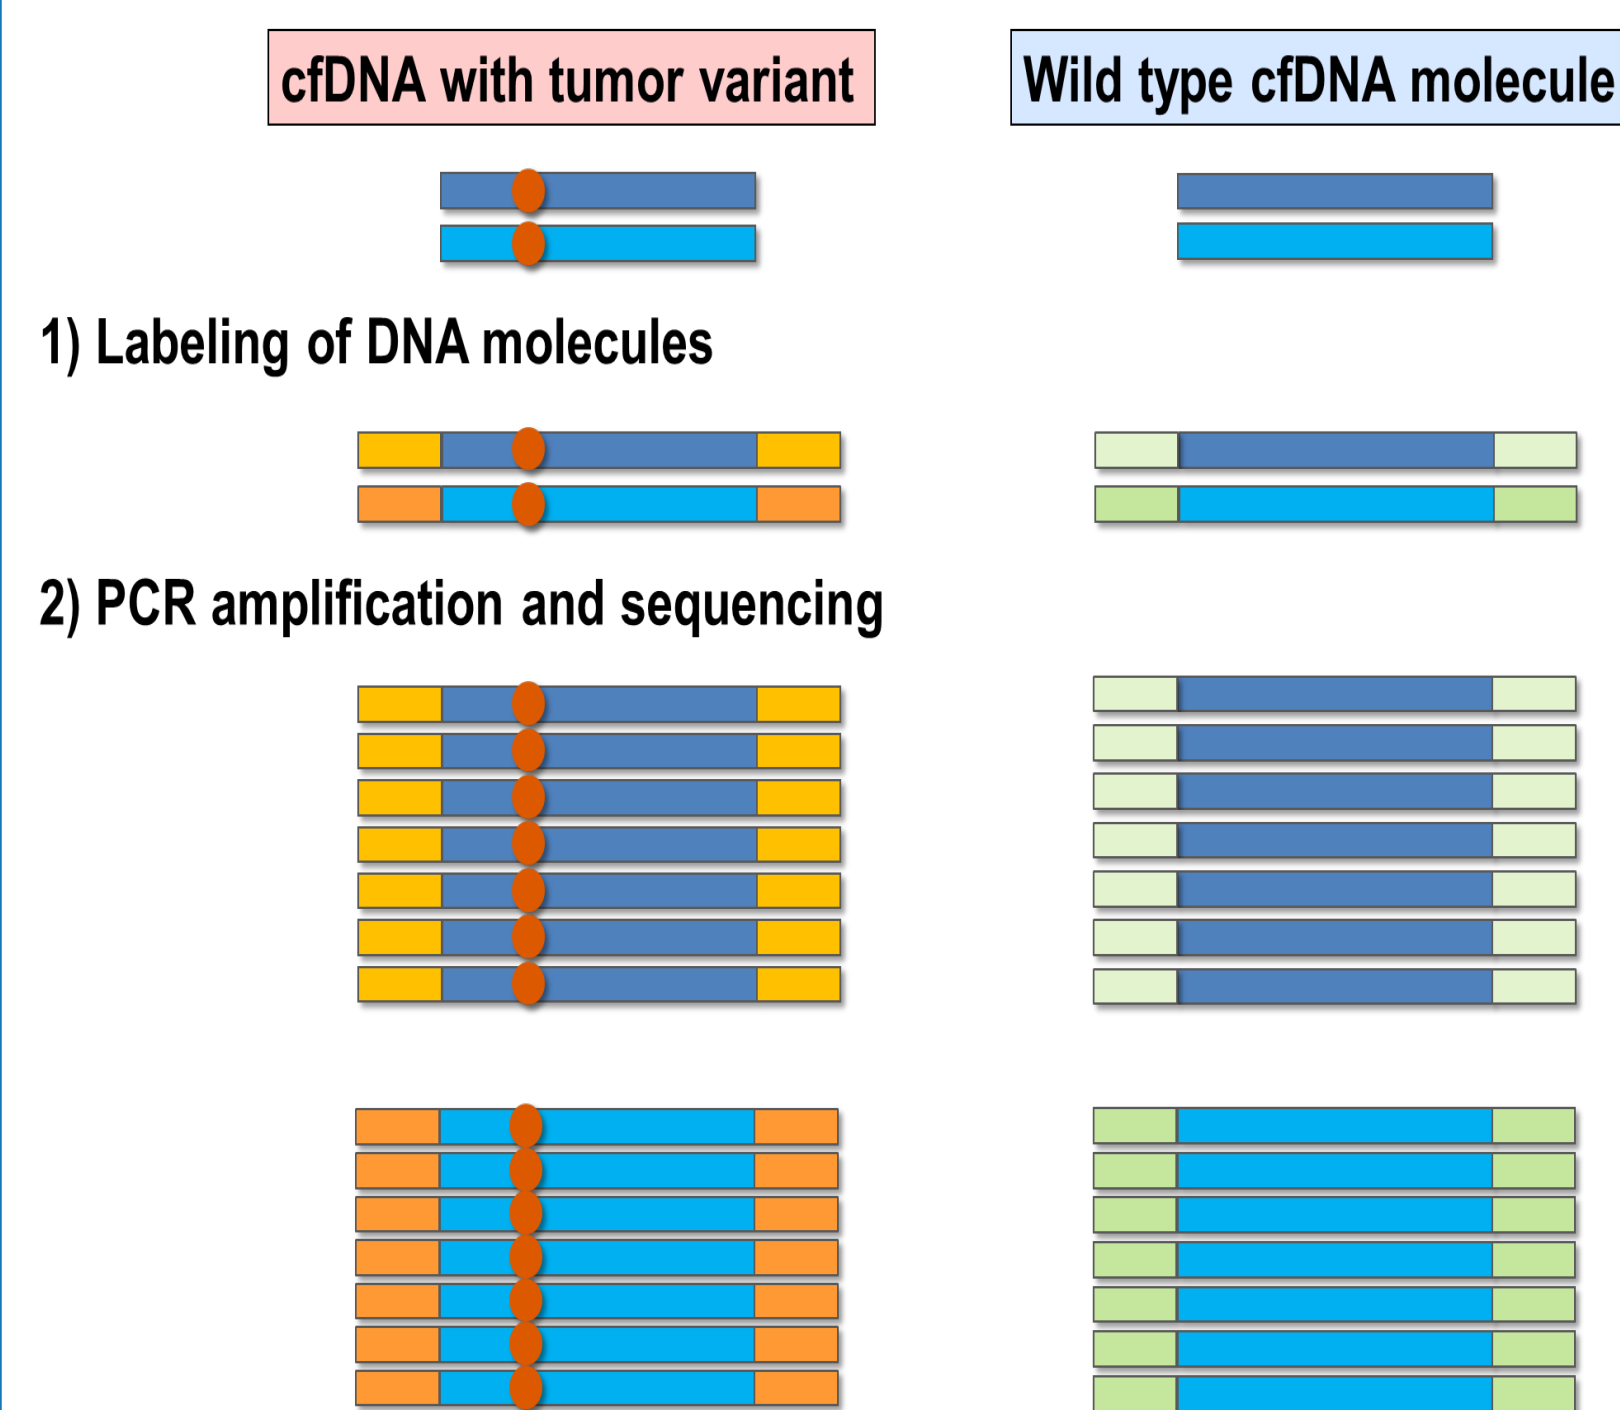 cfDNA with tumor variant
Wild type cfDNA molecule
1) Labeling of DNA molecules
2) PCR amplification and sequencing